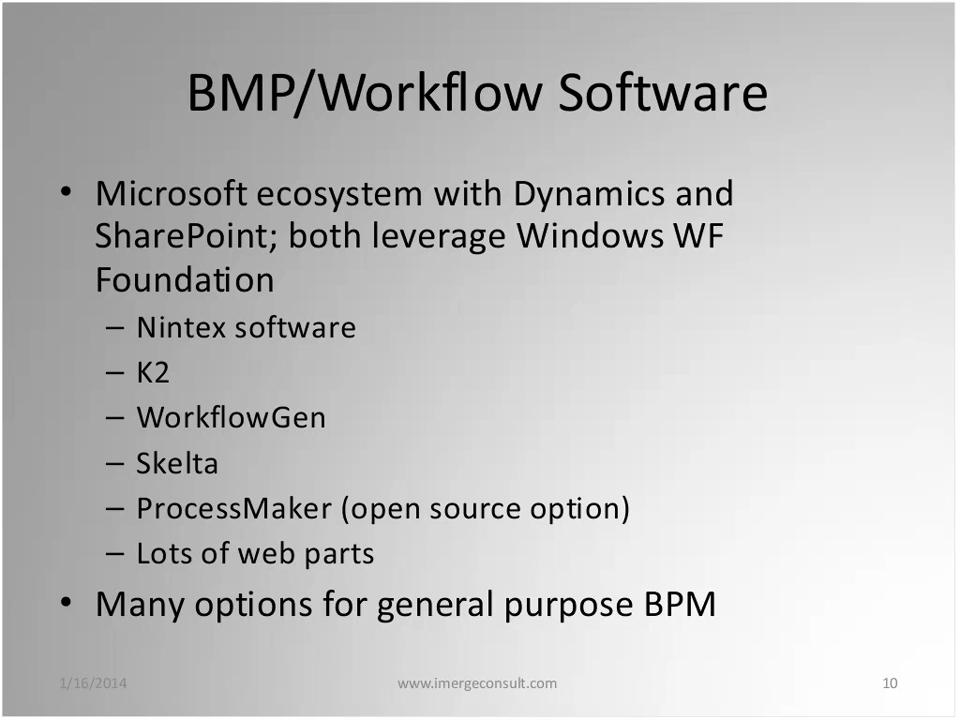 BMP/Workflow Software
• Microsoft ecosystem with Dynamics and
SharePoint; both leverage Windows WF
Foundation
– Nintex software
– K2
– WorkflowGen
– Skelta
– ProcessMaker (open source option)
– Lots of web parts
• Many options for general purpose BPM
1/16/2014
www.imergeconsult.com
10